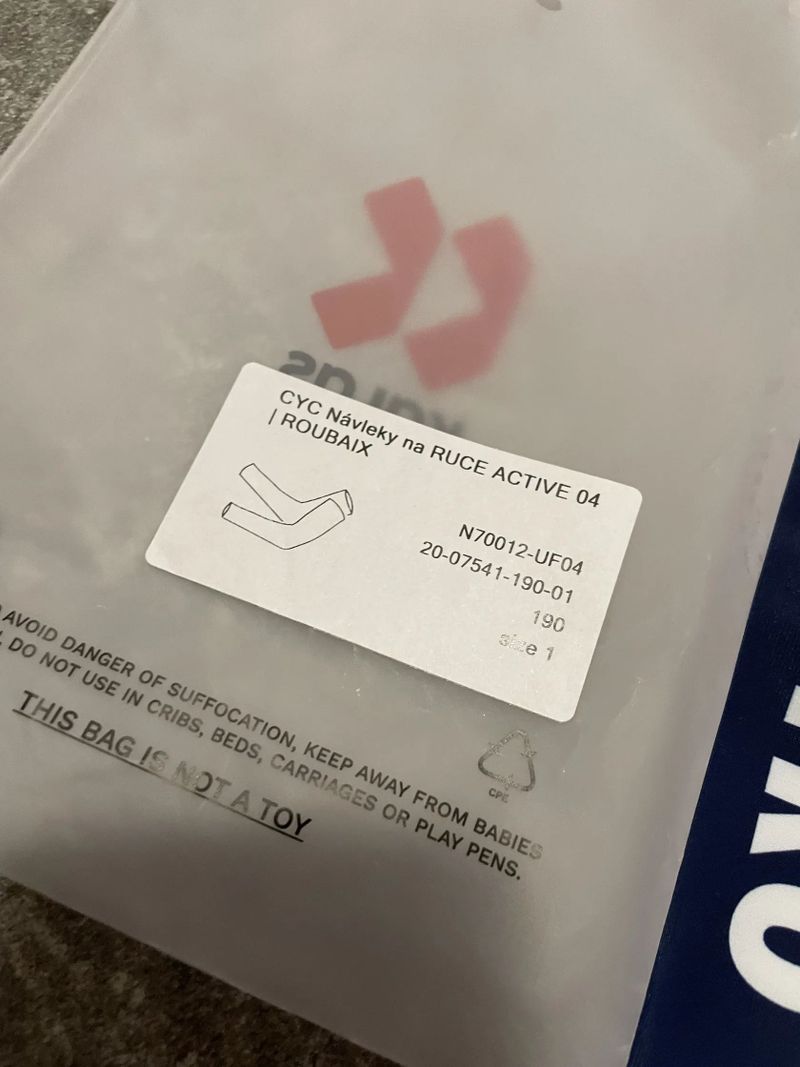 CYC Návleky na RUCE ACTIVE 04
| ROUBAIX
N70012-UF04
20-07541-190-01
190
size 1
AVOID DANGER OF SUFFOCATION, KEEP AWAY FROM BABIES
DO NOT USE IN CRIBS, BEDS, CARRIAGES OR PLAY PENS.
THIS BAG IS NOT A TOY
CPE